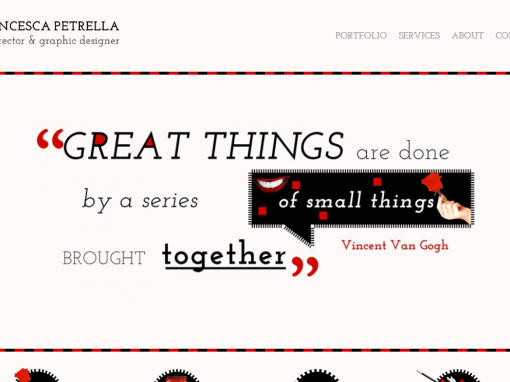 NCESCA PETRELLA
rector & graphic designer
PORTFOLIO SERVICES ABOUT CO
“GREAT THINGS are done
by a series of small things
Vincent Van Gogh
BROUGHT together”